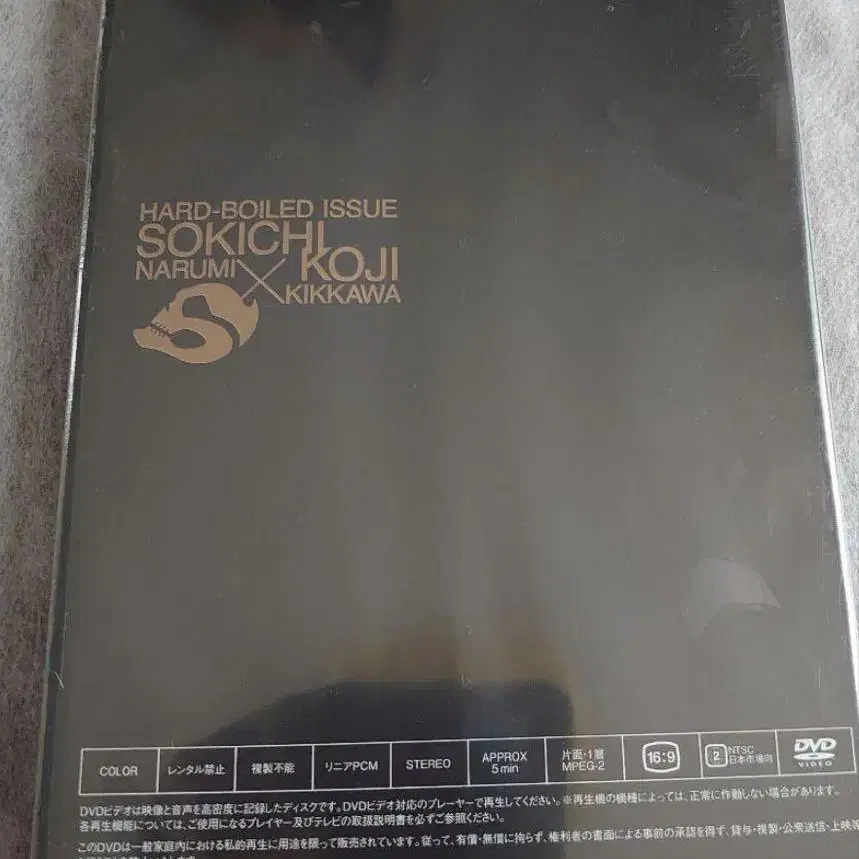 HARD-BOILED ISSUE
SOKICHI
NARUMI × KOJI
KIKKAWA
COLOR
レンタル禁止
複製不能
リニアPCM
STEREO
APPROX
5min
片面・1層
MPEG-2
16:9
2 NTSC
日本市場向
DVD
VIDEO
DVDビデオは映像と音声を高密度に記録したディスクです。DVDビデオ対応のプレーヤーで再生してください。※再生機の機種によっては、正常に作動しない場合があります。
各再生機能については、ご使用になるプレイヤー及びテレビの取扱説明書を必ずご参照ください。
このDVDは一般家庭内における私的再生に用途を限って販売されています。従って、有償・無償に拘らず、権利者の書面による事前の承認を得ず、貸与・複製・公衆送信・上映等